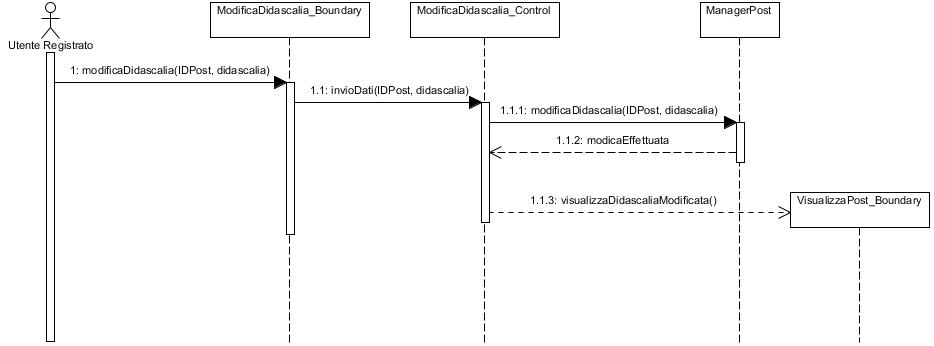 ModificaDidascalia_Boundary
ModificaDidascalia_Control
ManagerPost
Utente Registrato
1: modificaDidascalia(IDPost, didascalia)
1.1: invioDati(IDPost, didascalia)
1.1.1: modificaDidascalia(IDPost, didascalia)
1.1.2: modicaEffettuata
1.1.3: visualizzaDidascaliaModificata()
VisualizzaPost_Boundary